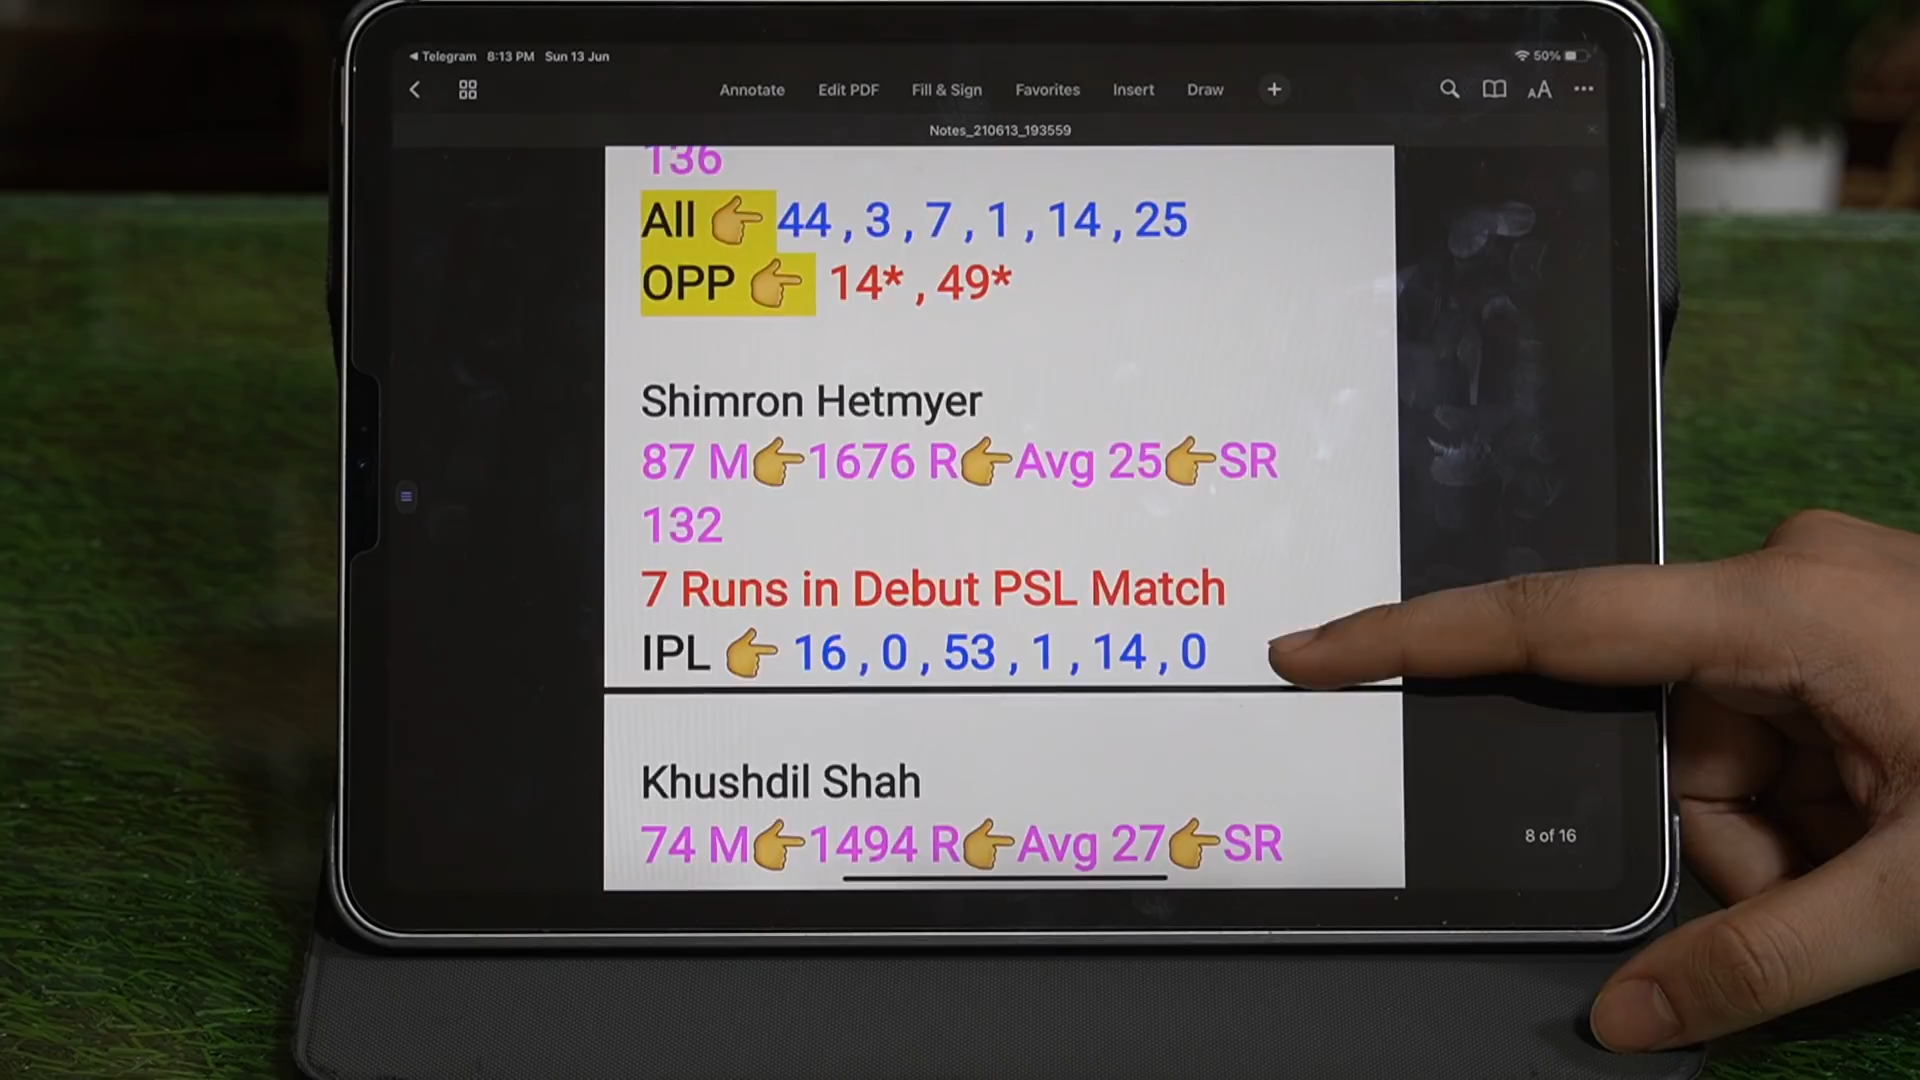 ◀ Telegram 8:13 PM Sun 13 Jun 50%
Annotate Edit PDF Fill & Sign Favorites Insert Draw +
AA
Notes_210613_193559
136
All 👉 44 , 3 , 7 , 1 , 14 , 25
OPP 👉 14* , 49*
Shimron Hetmyer
87 M👉1676 R👉Avg 25👉SR
132
7 Runs in Debut PSL Match
IPL 👉 16 , 0 , 53 , 1 , 14 , 0
Khushdil Shah
74 M👉1494 R👉Avg 27👉SR
8 of 16